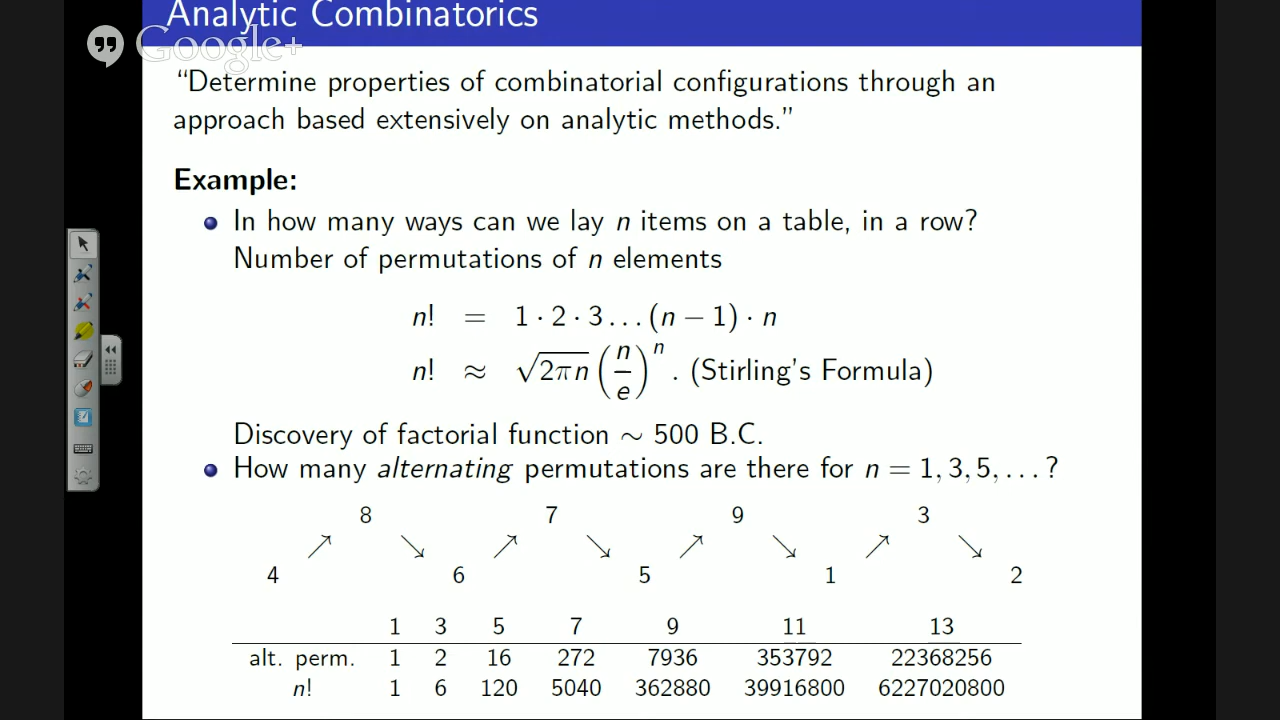 Analytic Combinatorics
Google+
“Determine properties of combinatorial configurations through an
approach based extensively on analytic methods.”
Example:
In how many ways can we lay n items on a table, in a row?
Number of permutations of n elements
n! = 1 · 2 · 3 . . . (n − 1) · n
n! ≈ √2πn (n/e)^n . (Stirling's Formula)
Discovery of factorial function ∼ 500 B.C.
How many alternating permutations are there for n = 1, 3, 5, . . . ?
8 7 9 3
↗ ↘ ↗ ↘ ↗ ↘ ↗ ↘
4 6 5 1 2
1 3 5 7 9 11 13
alt. perm. 1 2 16 272 7936 353792 22368256
n! 1 6 120 5040 362880 39916800 6227020800